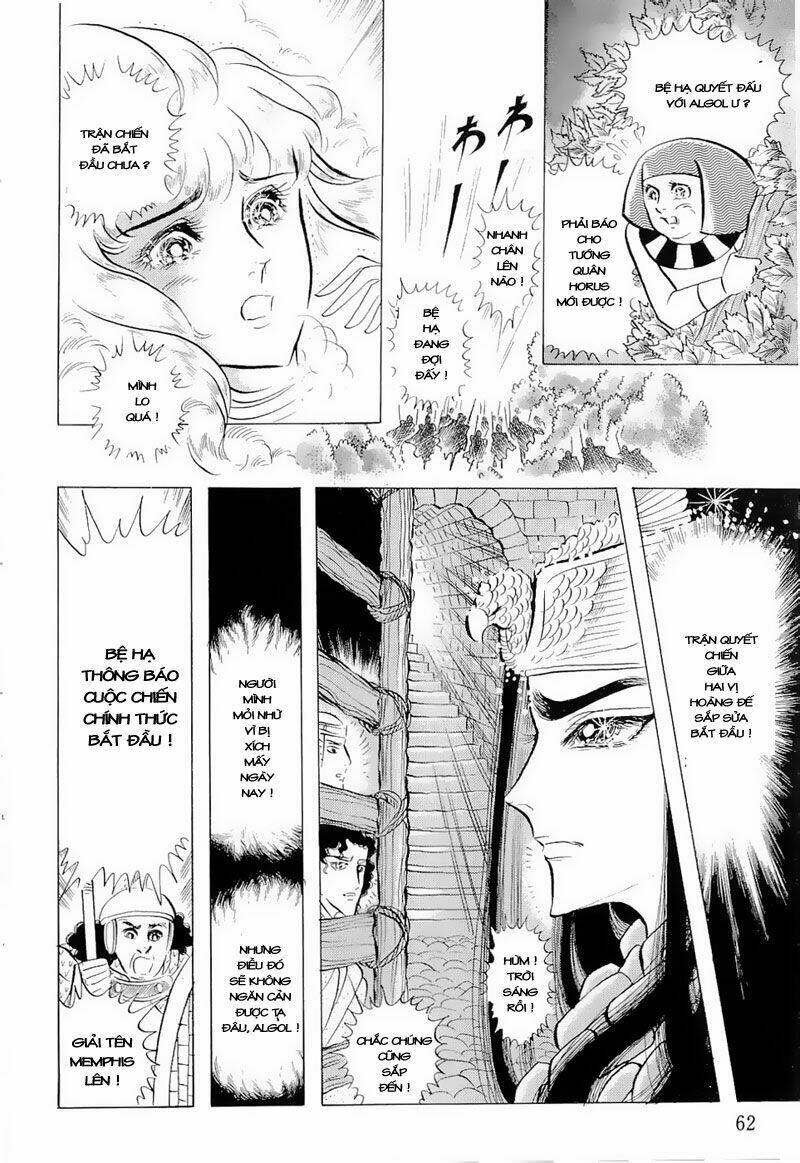 BỆ HẠ QUYẾT ĐẤU
VỚI ALGOL Ư ?
PHẢI BÁO
CHO
TƯỚNG
QUÂN
HORUS
MỚI ĐƯỢC !
わー
わー
NHANH
CHÂN
LÊN
NÀO !
BỆ
HẠ
ĐANG
ĐỢI
ĐẤY !
TRẬN CHIẾN
ĐÃ BẮT
ĐẦU CHƯA ?
MÌNH
LO
QUÁ !
TRẬN QUYẾT
CHIẾN
GIỮA
HAI VỊ
HOÀNG ĐẾ
SẮP SỬA
BẮT ĐẦU !
HỪM !
TRỜI
SÁNG
RỒI !
CHẮC CHÚNG
CŨNG
SẮP
ĐẾN !
NGƯỜI
MÌNH
MỎI NHỪ
VÌ BỊ
XÍCH
MẤY
NGÀY
NAY !
NHƯNG
ĐIỀU ĐÓ
SẼ KHÔNG
NGĂN CẢN
ĐƯỢC TA
ĐÂU, ALGOL !
BỆ HẠ
THÔNG BÁO
CUỘC CHIẾN
CHÍNH THỨC
BẮT ĐẦU !
GIẢI TÊN
MEMPHIS
LÊN !
62